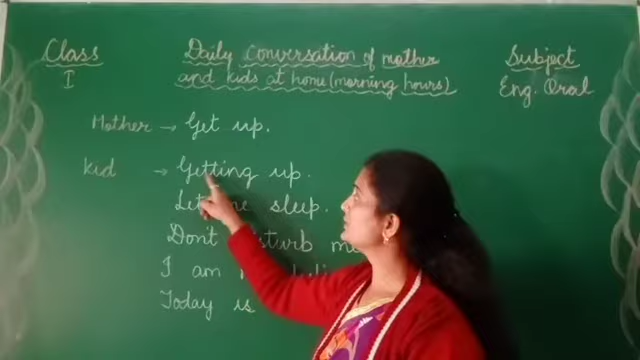 Class
I
Daily conversation of mother
and kids at home (morning hours)
Subject
Eng. Oral
Mother → Get up.
Kid → Getting up.
Let me sleep.
Don't disturb
I am
Today is